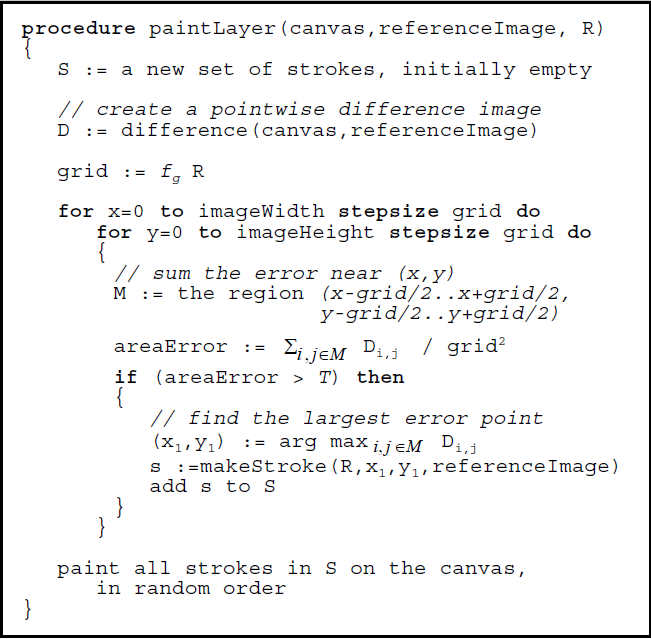 procedure paintLayer(canvas,referenceImage, R)
{
S := a new set of strokes, initially empty
// create a pointwise difference image
D := difference(canvas,referenceImage)
grid := f_g R
for x=0 to imageWidth stepsize grid do
for y=0 to imageHeight stepsize grid do
{
// sum the error near (x,y)
M := the region (x-grid/2..x+grid/2,
y-grid/2..y+grid/2)
areaError := Σ_{i,j∈M} D_{i,j} / grid²
if (areaError > T) then
{
// find the largest error point
(x₁,y₁) := arg max_{i,j∈M} D_{i,j}
s :=makeStroke(R,x₁,y₁,referenceImage)
add s to S
}
}
paint all strokes in S on the canvas,
in random order
}